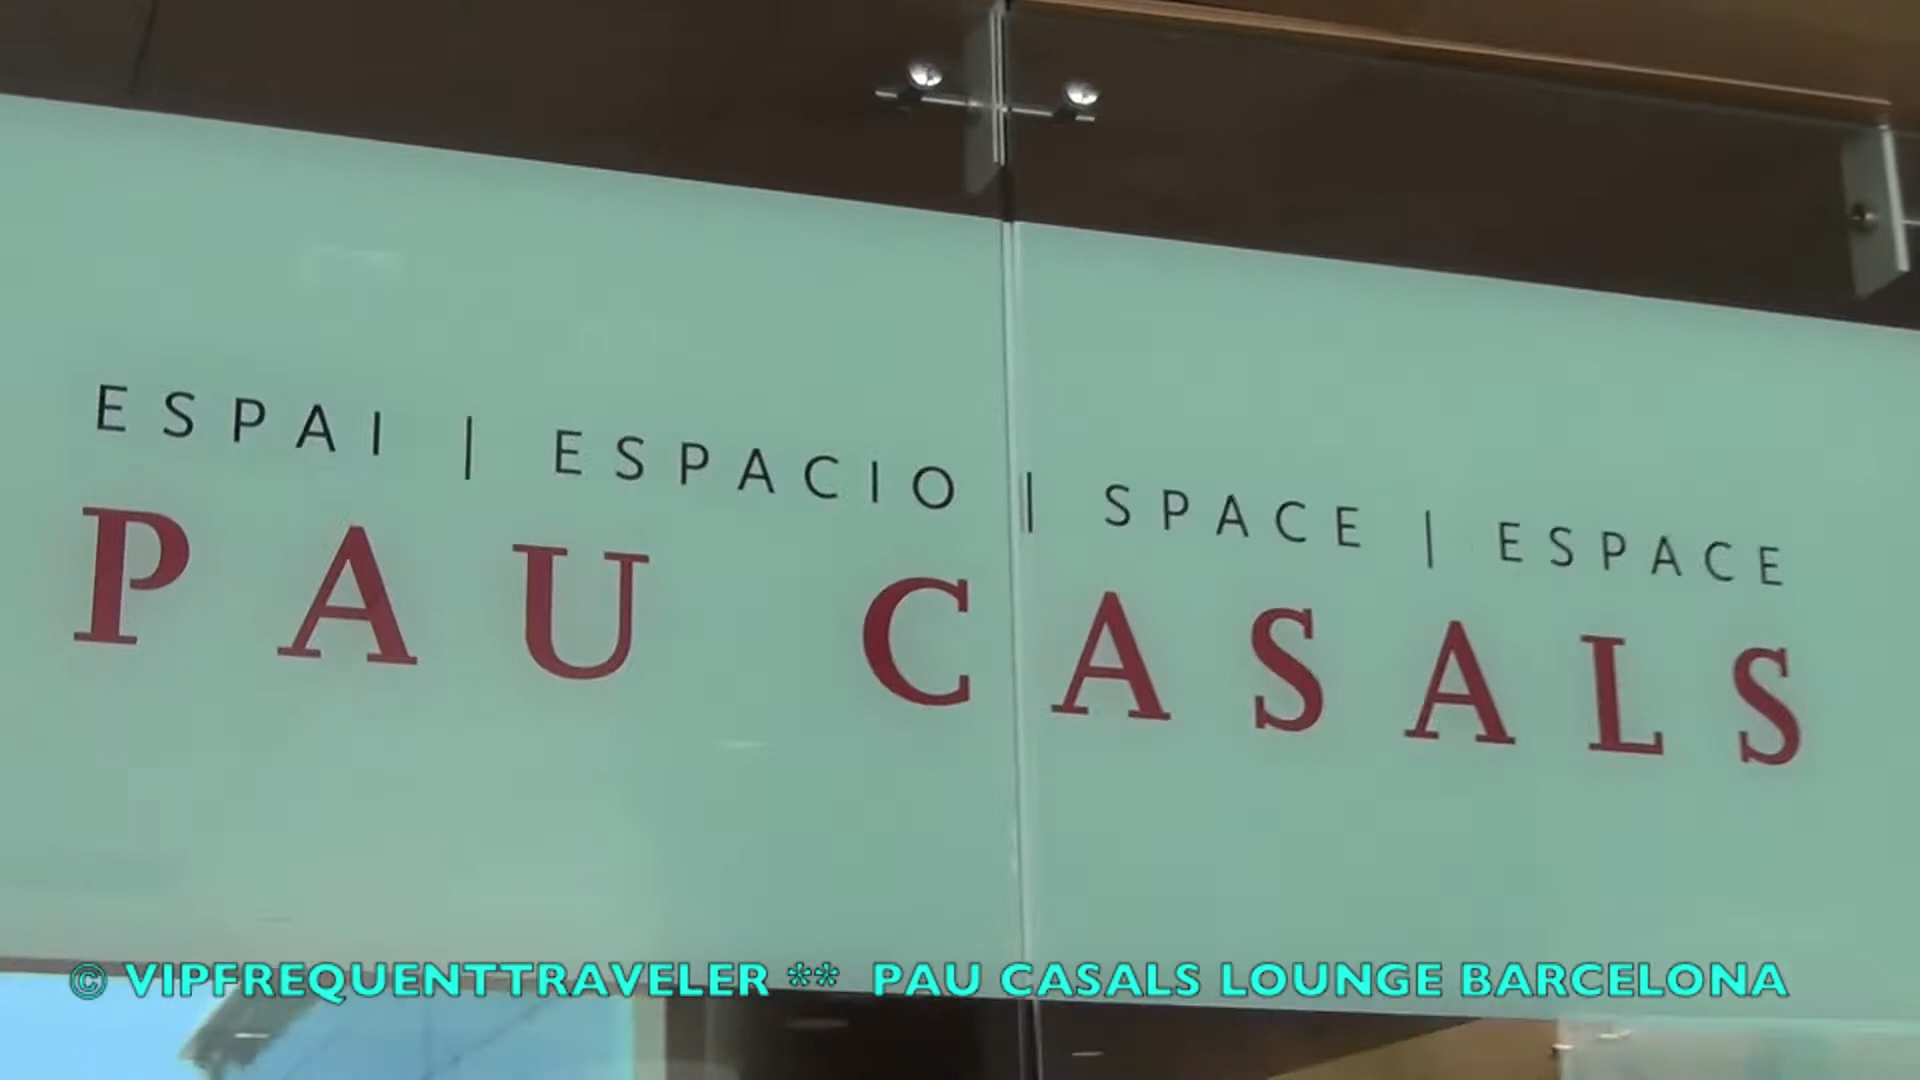 ESPAI | ESPACIO | SPACE | ESPACE
PAU CASALS
© VIPFREQUENTTRAVELER ** PAU CASALS LOUNGE BARCELONA